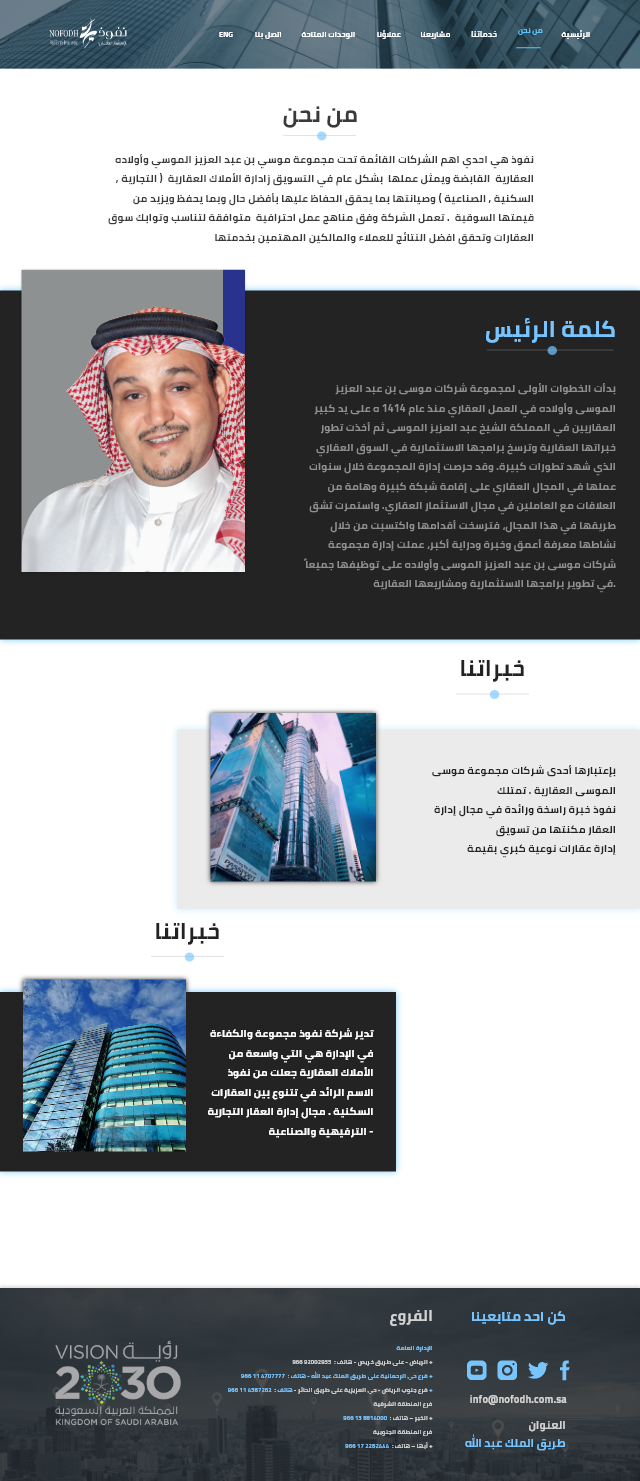 الرئيسية
من نحن
خدماتنا
مشاريعنا
عملاؤنا
الوحدات المتاحة
اتصل بنا
ENG
نفوذ
NOFODH
من نحن
نفوذ هي احدي اهم الشركات القائمة تحت مجموعة موسي بن عبد العزيز الموسي وأولاده
العقارية القابضة ويمثل عملها بشكل عام في التسويق زادارة الأملاك العقارية ( التجارية ,
السكنية , الصناعية ) وصيانتها بما يحقق الحفاظ عليها بأفضل حال وبما يحفظ ويزيد من
قيمتها السوقية . تعمل الشركة وفق مناهج عمل احترافية متوافقة لتناسب وتوابك سوق
العقارات وتحقق افضل النتائج للعملاء والمالكين المهتمين بخدمتها
كلمة الرئيس
بدأت الخطوات الأولى لمجموعة شركات موسى بن عبد العزيز
الموسى وأولاده في العمل العقاري منذ عام 1414 ه على يد كبير
العقاريين في المملكة الشيخ عبد العزيز الموسى ثم أخذت تطور
خبراتها العقارية وترسخ برامجها الاستثمارية في السوق العقاري
الذي شهد تطورات كبيرة. وقد حرصت إدارة المجموعة خلال سنوات
عملها في المجال العقاري على إقامة شبكة كبيرة وهامة من
العلاقات مع العاملين في مجال الاستثمار العقاري. واستمرت تشق
طريقها في هذا المجال، فترسخت أقدامها واكتسبت من خلال
نشاطها معرفة أعمق وخبرة ودراية أكبر، عملت إدارة مجموعة
شركات موسى بن عبد العزيز الموسى وأولاده على توظيفها جميعاً
.في تطوير برامجها الاستثمارية ومشاريعها العقارية
خبراتنا
بإعتبارها أحدى شركات مجموعة موسى
الموسى العقارية . تمتلك
نفوذ خبرة راسخة ورائدة في مجال إدارة
العقار مكنتها من تسويق
إدارة عقارات نوعية كبري بقيمة
خبراتنا
تدير شركة نفوذ مجموعة والكفاءة
في الإدارة هي التي واسعة من
الأملاك العقارية جعلت من نفوذ
الاسم الرائد في تتنوع بين العقارات
السكنية . مجال إدارة العقار التجارية
- الترفيهية والصناعية
كن احد متابعينا
info@nofodh.com.sa
العنوان
طريق الملك عبد الله
الفروع
الإدارة العامة
+ الرياض - على طريق خريص - هاتف : 966 92002655
+ فرع حي الرحمانية على طريق الملك عبد الله - هاتف : 966 11 4707777
+ فرع جنوب الرياض - حي العزيزية على طريق الحائر - هاتف : 966 11 4387262
فرع المنطقة الشرقية
+ الخبر – هاتف : 966 13 8816000
فرع المنطقة الجنوبية
+ أبها – هاتف : 966 17 2282444
VISION رؤيــة
2030
المملكة العربية السعودية
KINGDOM OF SAUDI ARABIA